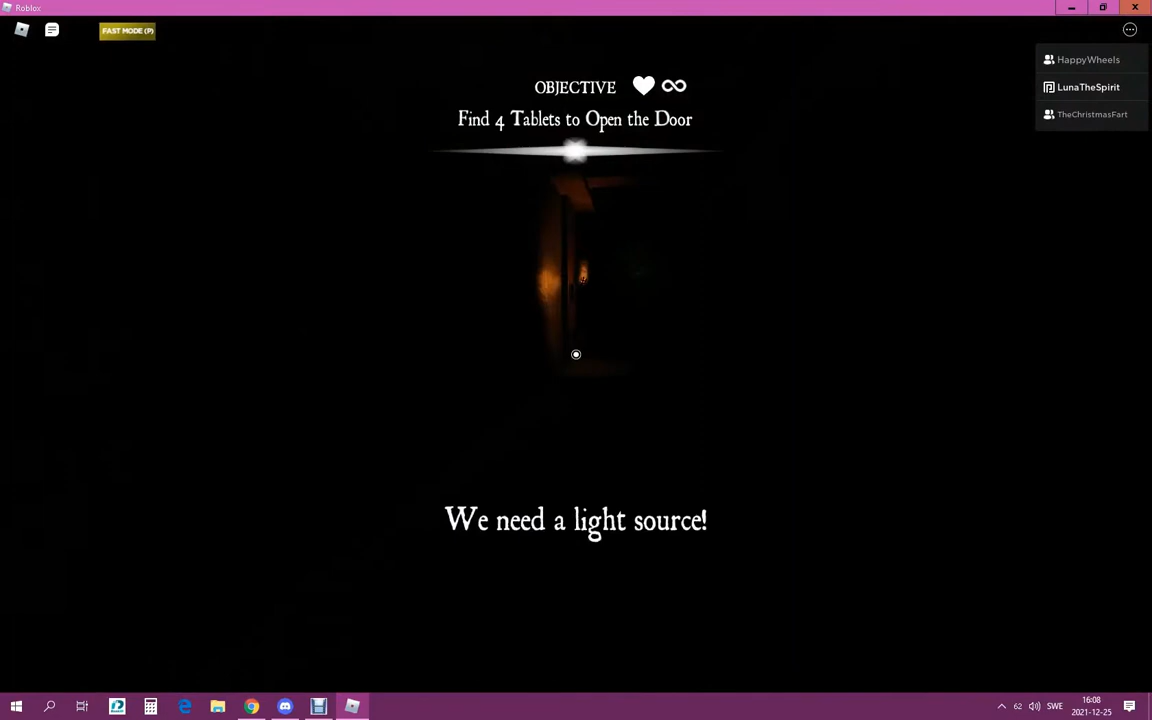 Roblox
FAST MODE (P)
HappyWheels
OBJECTIVE
LunaTheSpirit
Find 4 Tablets to Open the Door
TheChristmasFart
We need a light source!
16:08
62 SWE
2021-12-25